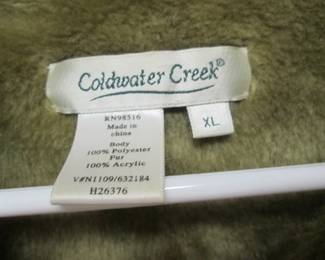 Coldwater Creek®
XL
RN98516
Made in
china
Body
100% Polyester
Fur
100% Acrylic
V#N1109/632184
H26376